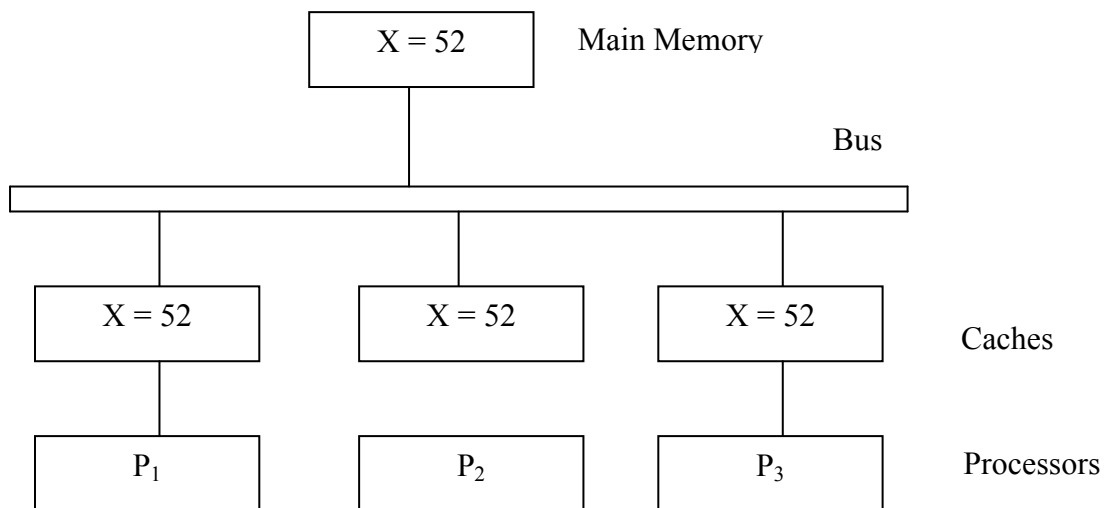 X = 52
Main Memory
Bus
X = 52
X = 52
X = 52
Caches
P₁
P₂
P₃
Processors